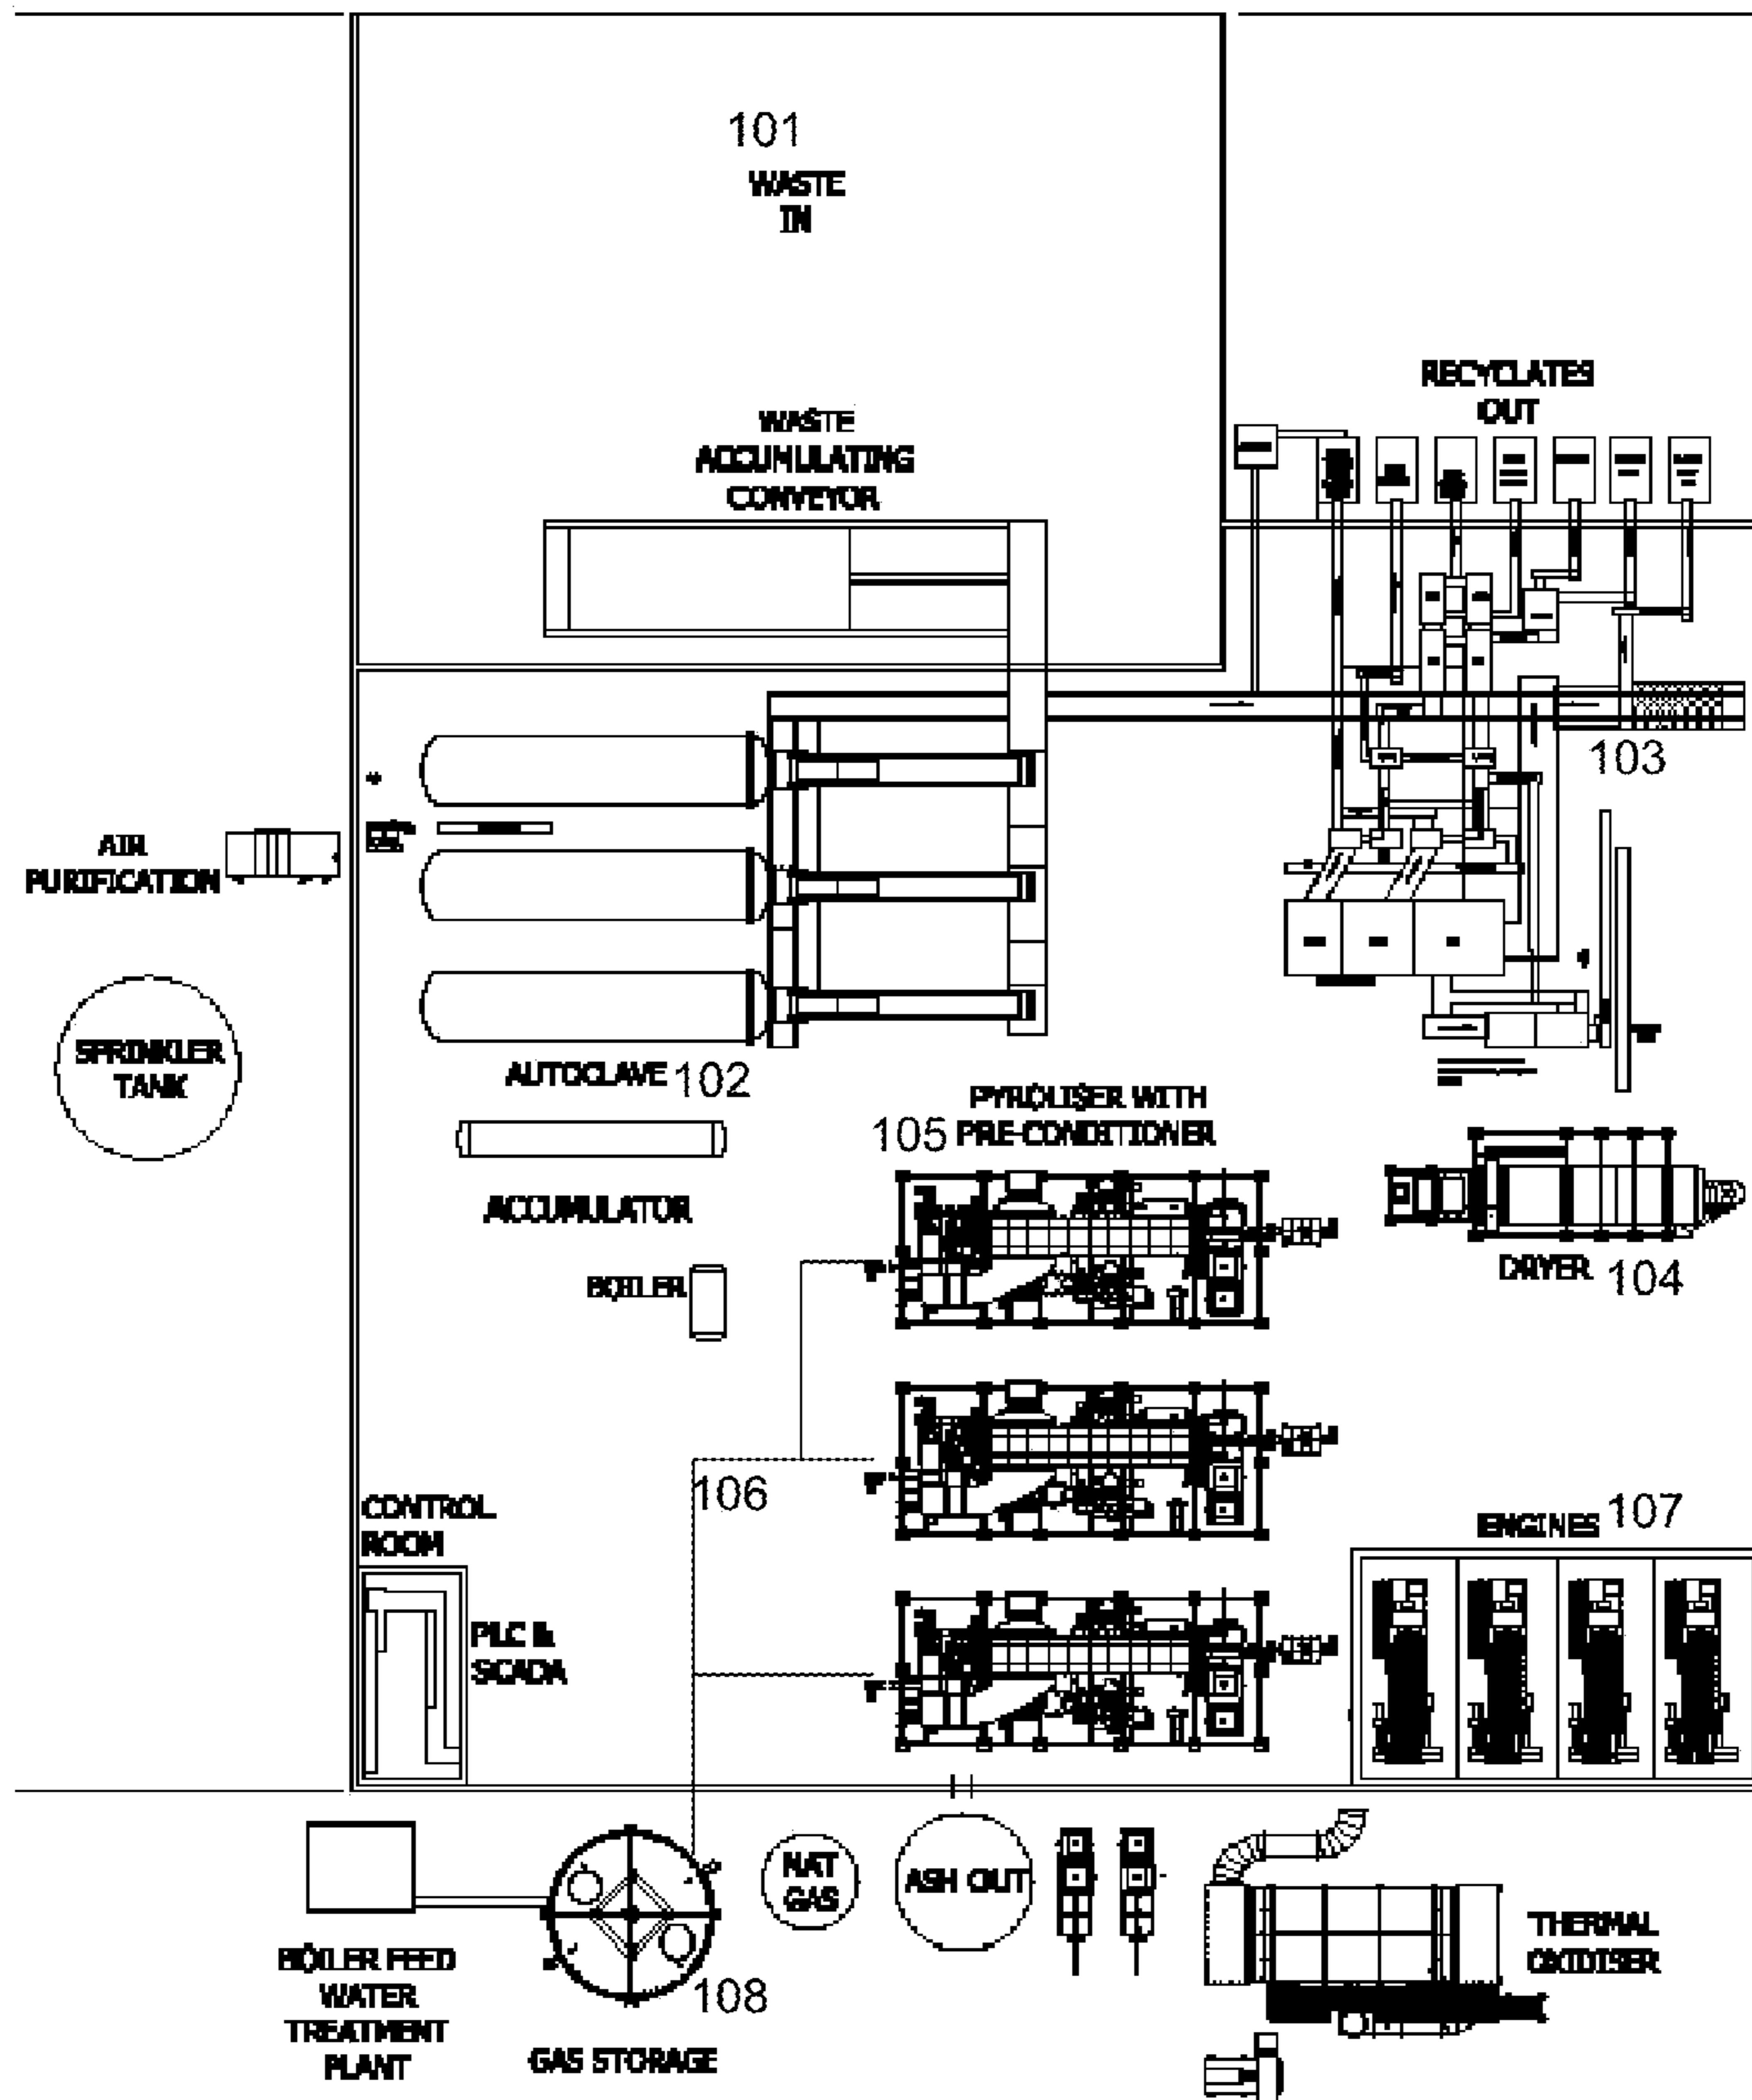 101
WASTE
IN
RECYCLATES
OUT
WASTE
ACCUMULATING
CONVEYOR
103
AIR
PURIFICATION
SPRINKLER
TANK
AUTOCLAVE 102
PYROLISER WITH
105 PRE-CONDITIONER
ACCUMULATOR
DRYER 104
BOILER
106
CONTROL
ROOM
ENGINES 107
PLC &
SCADA
NAT
GAS
ASH OUT
THERMAL
OXIDISER
BOILER FEED
WATER
TREATMENT
PLANT
108
GAS STORAGE